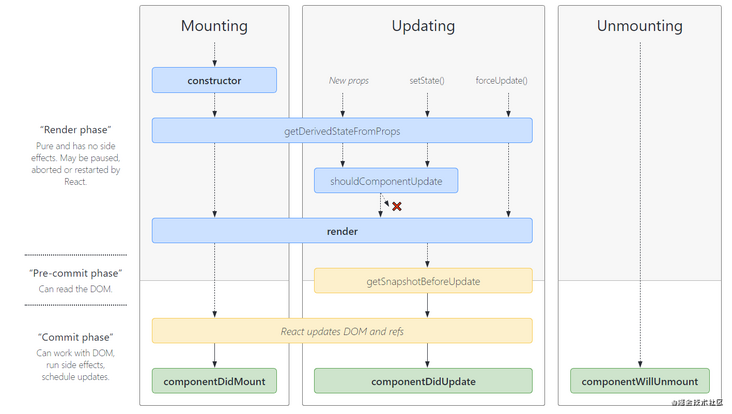 Mounting
Updating
Unmounting
constructor
New props
setState()
forceUpdate()
getDerivedStateFromProps
shouldComponentUpdate
render
getSnapshotBeforeUpdate
React updates DOM and refs
componentDidMount
componentDidUpdate
componentWillUnmount
“Render phase”
Pure and has no side
effects. May be paused,
aborted or restarted by
React.
“Pre-commit phase”
Can read the DOM.
“Commit phase”
Can work with DOM,
run side effects,
schedule updates.
@掘金技术社区